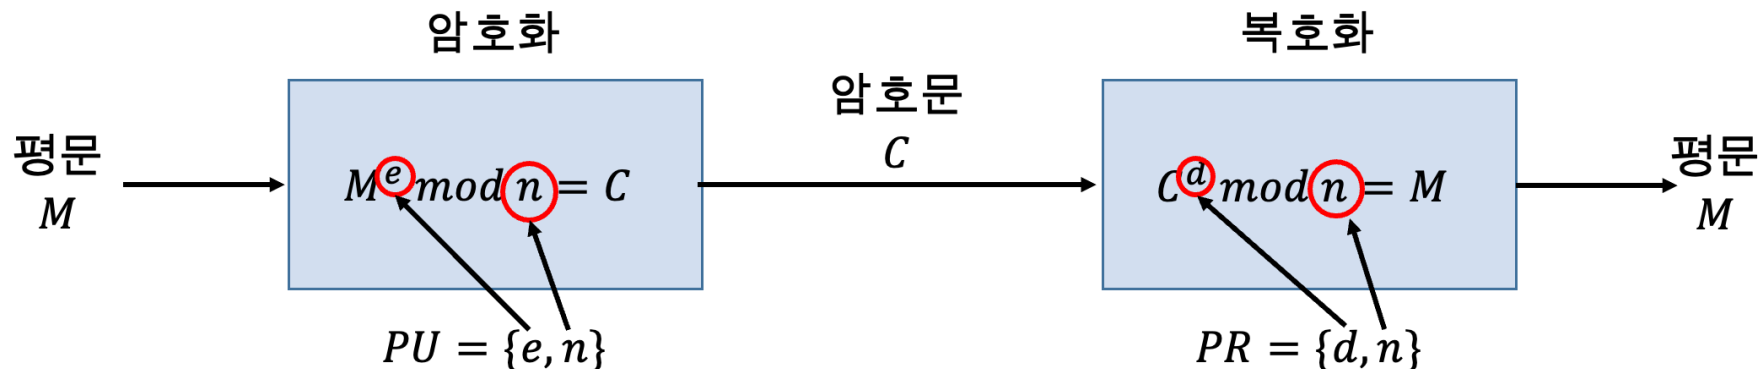 암호화
복호화
평문
M
M^e mod n = C
암호문
C
C^d mod n = M
평문
M
PU = {e, n}
PR = {d, n}